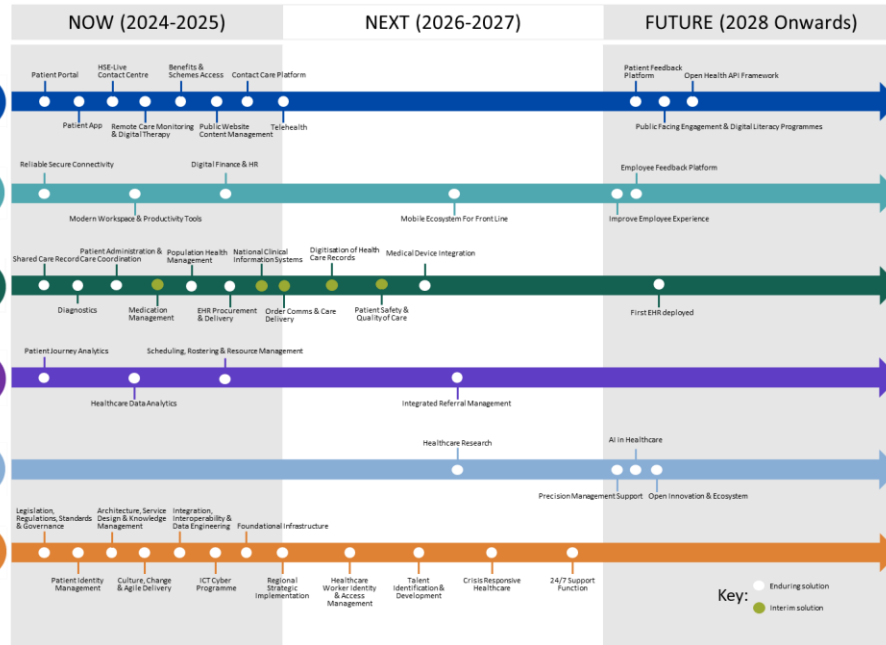 NOW (2024-2025)
NEXT (2026-2027)
FUTURE (2028 Onwards)
Patient Portal
HSE-Live
Contact Centre
Benefits &
Schemes Access
Contact Care Platform
Patient Feedback
Platform
Open Health API Framework
Patient App
Remote Care Monitoring
& Digital Therapy
Public Website
Content Management
Telehealth
Public Facing Engagement & Digital Literacy Programmes
Reliable Secure Connectivity
Digital Finance & HR
Employee Feedback Platform
Modern Workspace & Productivity Tools
Mobile Ecosystem For Front Line
Improve Employee Experience
Shared Care Record
Patient Administration &
Care Coordination
Population Health
Management
National Clinical
Information Systems
Digitisation of Health
Care Records
Medical Device Integration
Diagnostics
Medication
Management
EHR Procurement
& Delivery
Order Comms & Care
Delivery
Patient Safety &
Quality of Care
First EHR deployed
Patient Journey Analytics
Scheduling, Rostering & Resource Management
Healthcare Data Analytics
Integrated Referral Management
Healthcare Research
AI in Healthcare
Precision Management Support
Open Innovation & Ecosystem
Legislation,
Regulations, Standards
& Governance
Architecture, Service
Design & Knowledge
Management
Integration,
Interoperability &
Data Engineering
Foundational Infrastructure
Patient Identity
Management
Culture, Change
& Agile Delivery
ICT Cyber
Programme
Regional
Strategic
Implementation
Healthcare
Worker Identity
& Access
Management
Talent
Identification &
Development
Crisis Responsive
Healthcare
24/7 Support
Function
Key:
Enduring solution
Interim solution